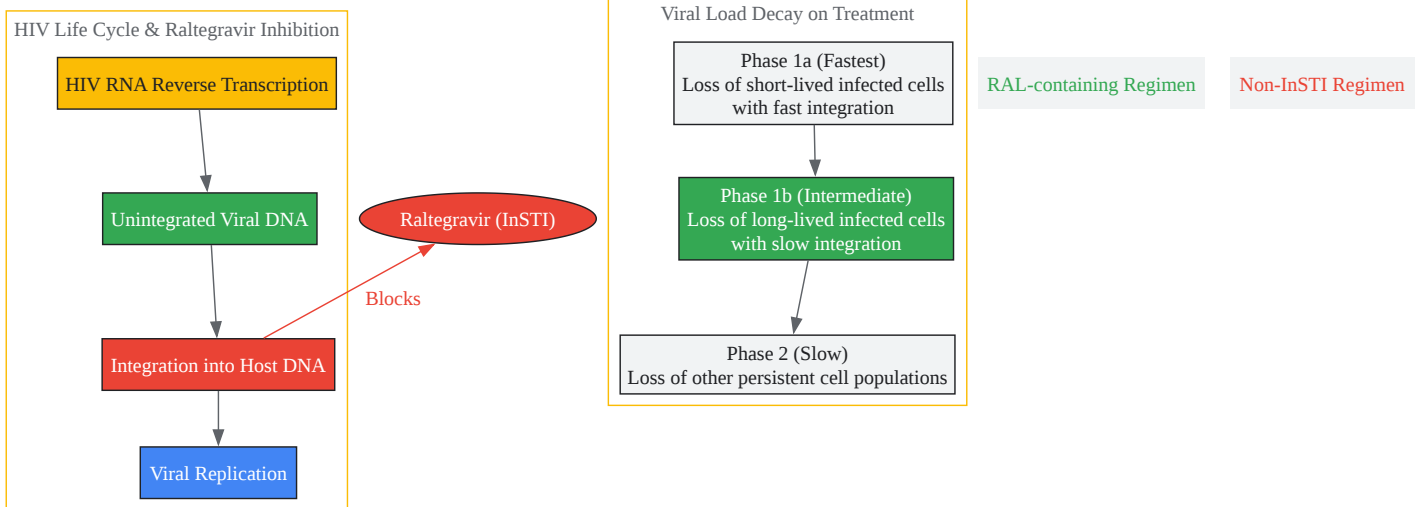 HIV Life Cycle & Raltegravir Inhibition
HIV RNA Reverse Transcription
Unintegrated Viral DNA
Integration into Host DNA
Viral Replication
Raltegravir (InSTI)
Blocks
Viral Load Decay on Treatment
Phase 1a (Fastest)
Loss of short-lived infected cells
with fast integration
Phase 1b (Intermediate)
Loss of long-lived infected cells
with slow integration
Phase 2 (Slow)
Loss of other persistent cell populations
RAL-containing Regimen
Non-InSTI Regimen